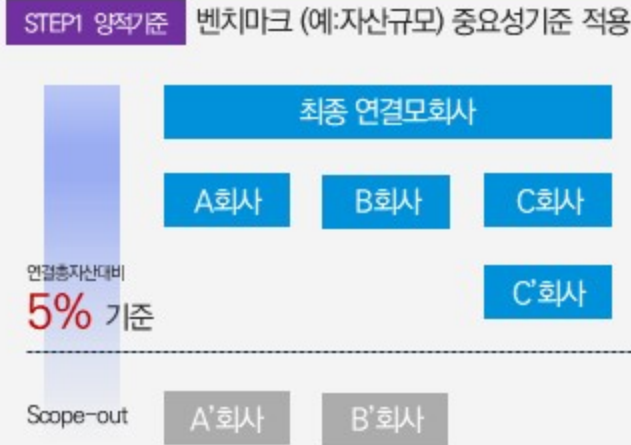 STEP1 양적기준 벤치마크 (예:자산규모) 중요성기준 적용
최종 연결모회사
A회사 B회사 C회사
연결총자산대비
5% 기준
C'회사
Scope-out A'회사 B'회사